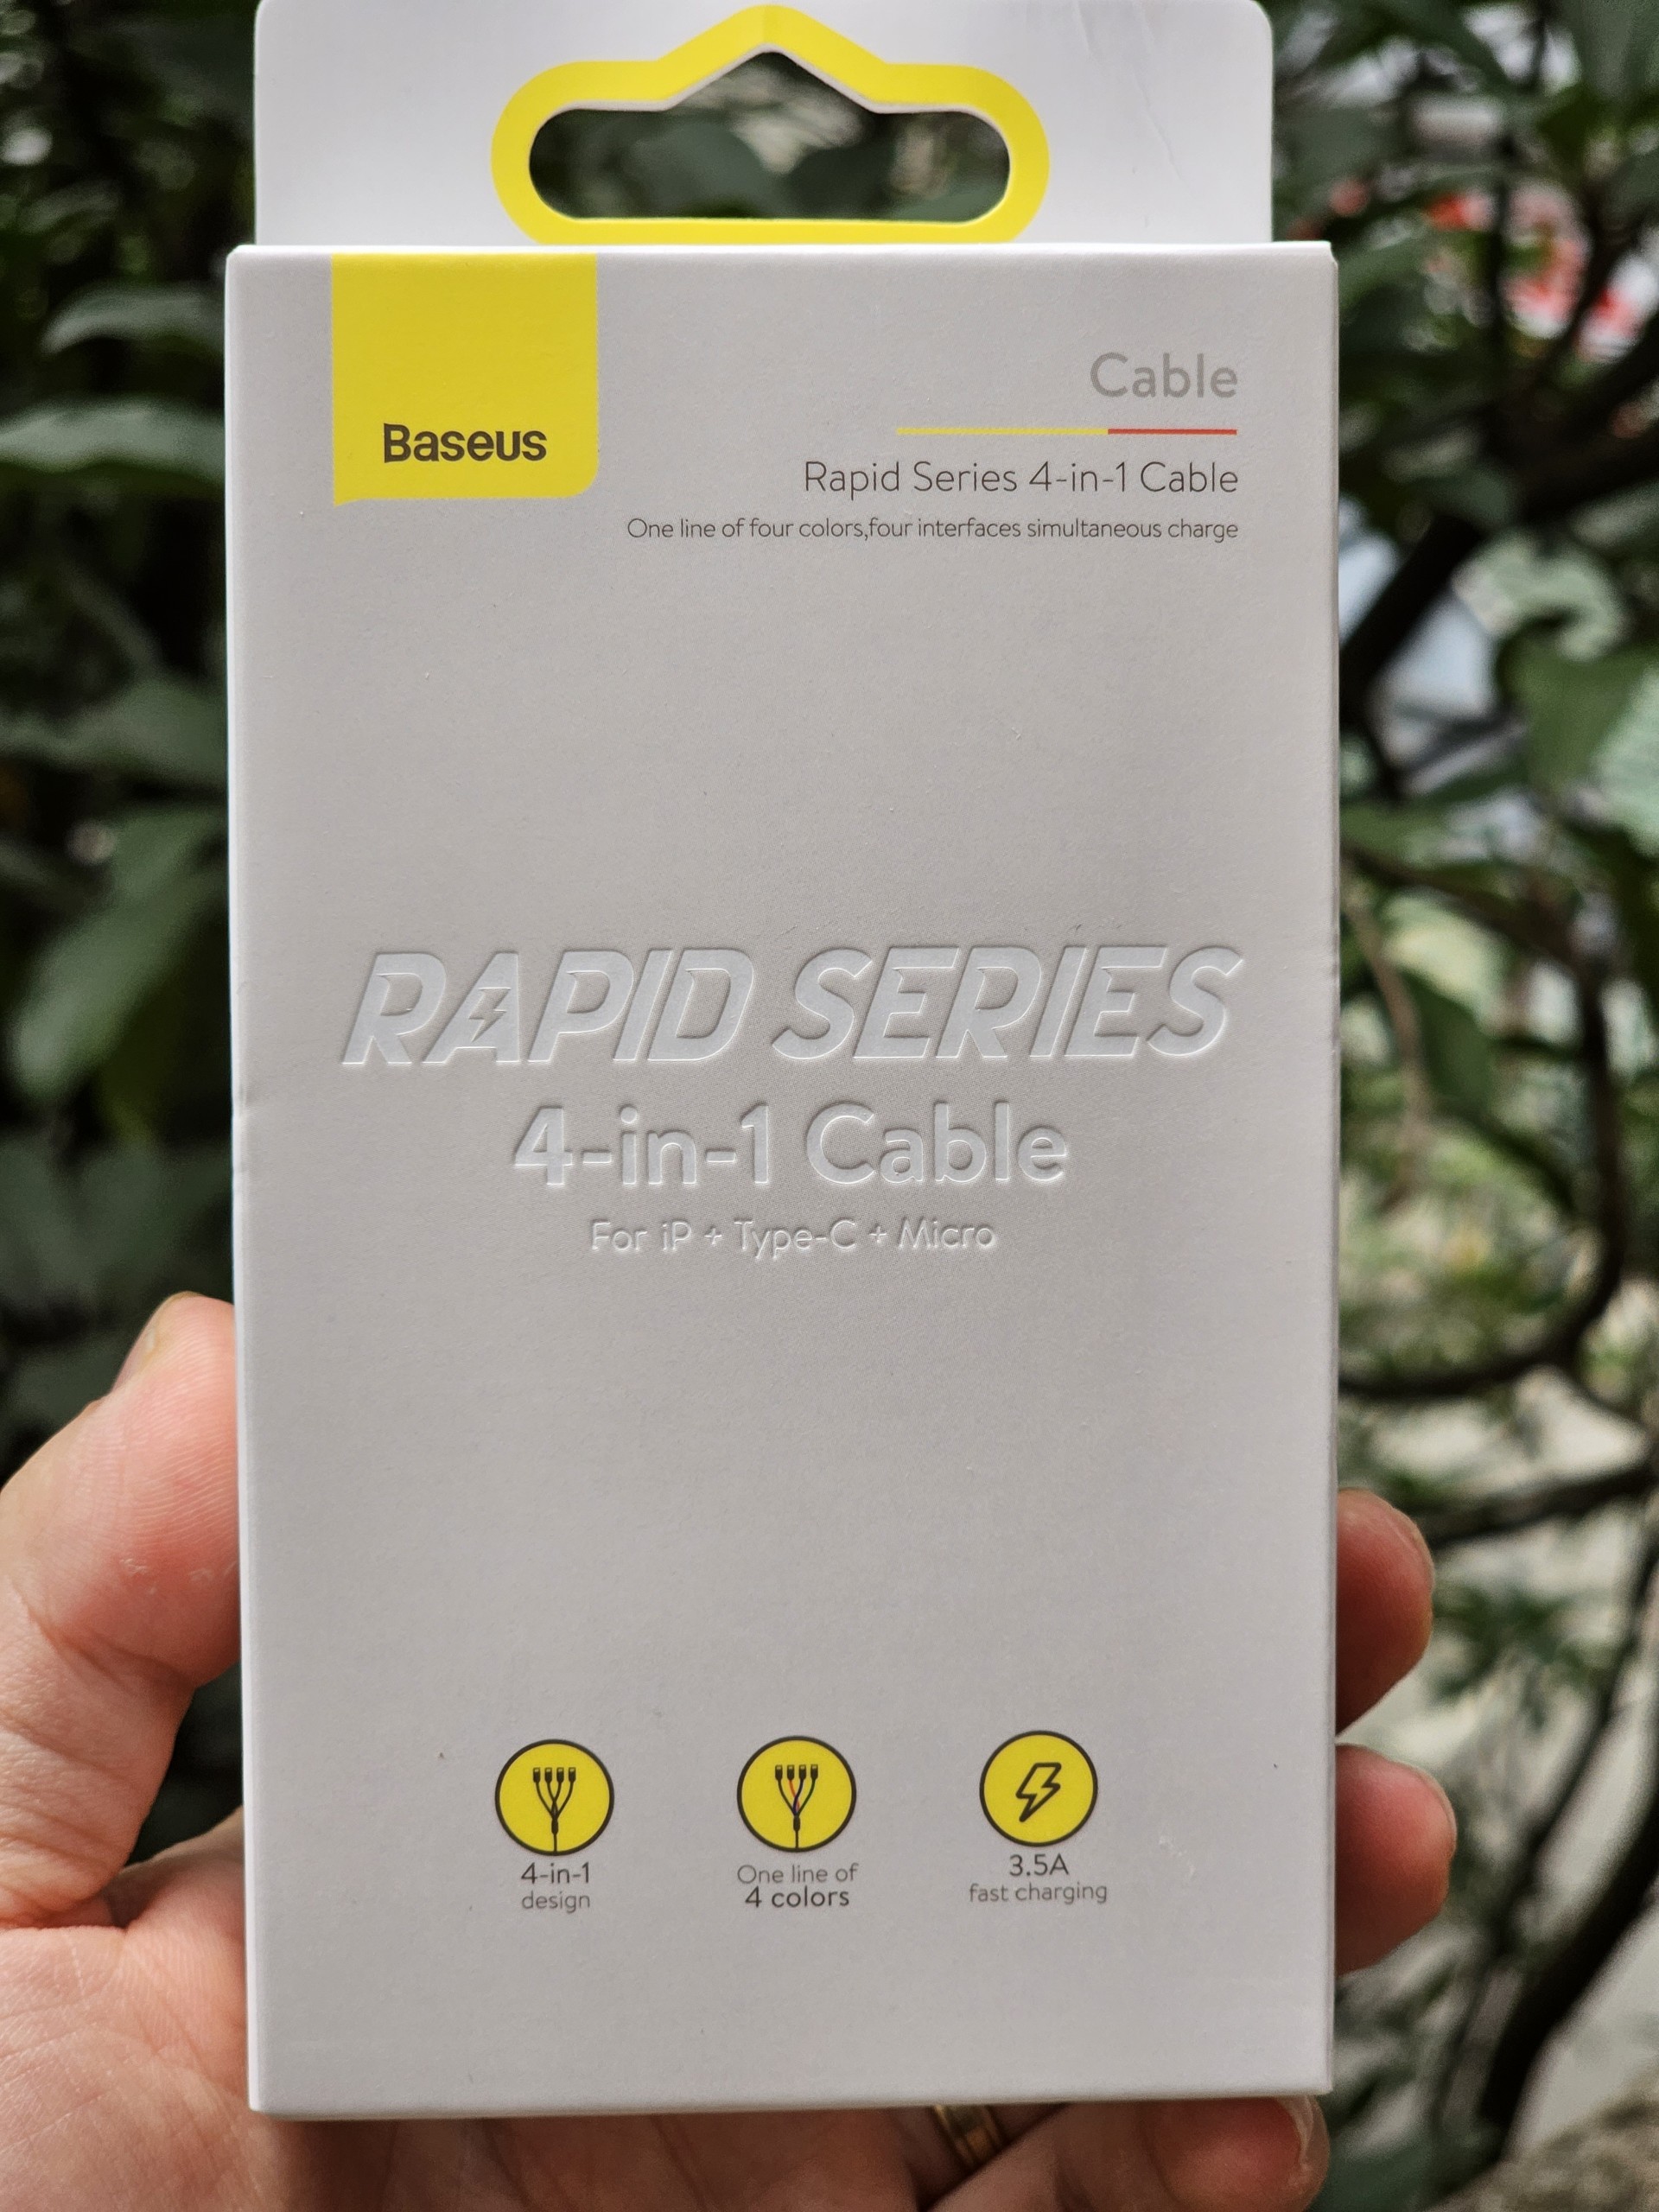 Baseus
Cable
Rapid Series 4-in-1 Cable
One line of four colors,four interfaces simultaneous charge
RAPID SERIES
4-in-1 Cable
For iP + Type-C + Micro
4-in-1
design
One line of
4 colors
3.5A
fast charging